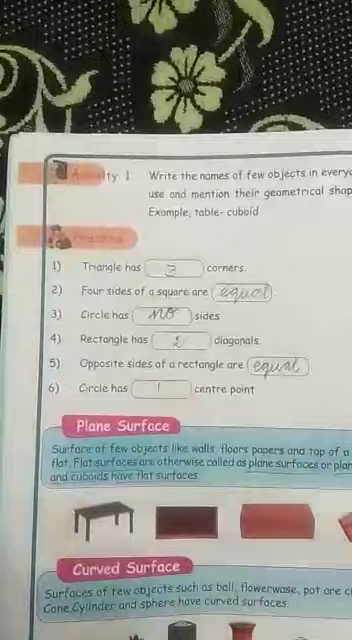 Activity 1 Write the names of few objects in every
use and mention their geometrical shap
Example, table- cuboid
Practice
1) Triangle has 3 corners.
2) Four sides of a square are equal.
3) Circle has no sides
4) Rectangle has 2 diagonals.
5) Opposite sides of a rectangle are equal
6) Circle has 1 centre point
Plane Surface
Surface of few objects like walls, floors papers and top of a
flat. Flat surfaces are otherwise called as plane surfaces or plan
and cuboids have flat surfaces
Curved Surface
Surfaces of few objects such as ball, flowerwase, pot are c
Cone,Cylinder and sphere have curved surfaces.